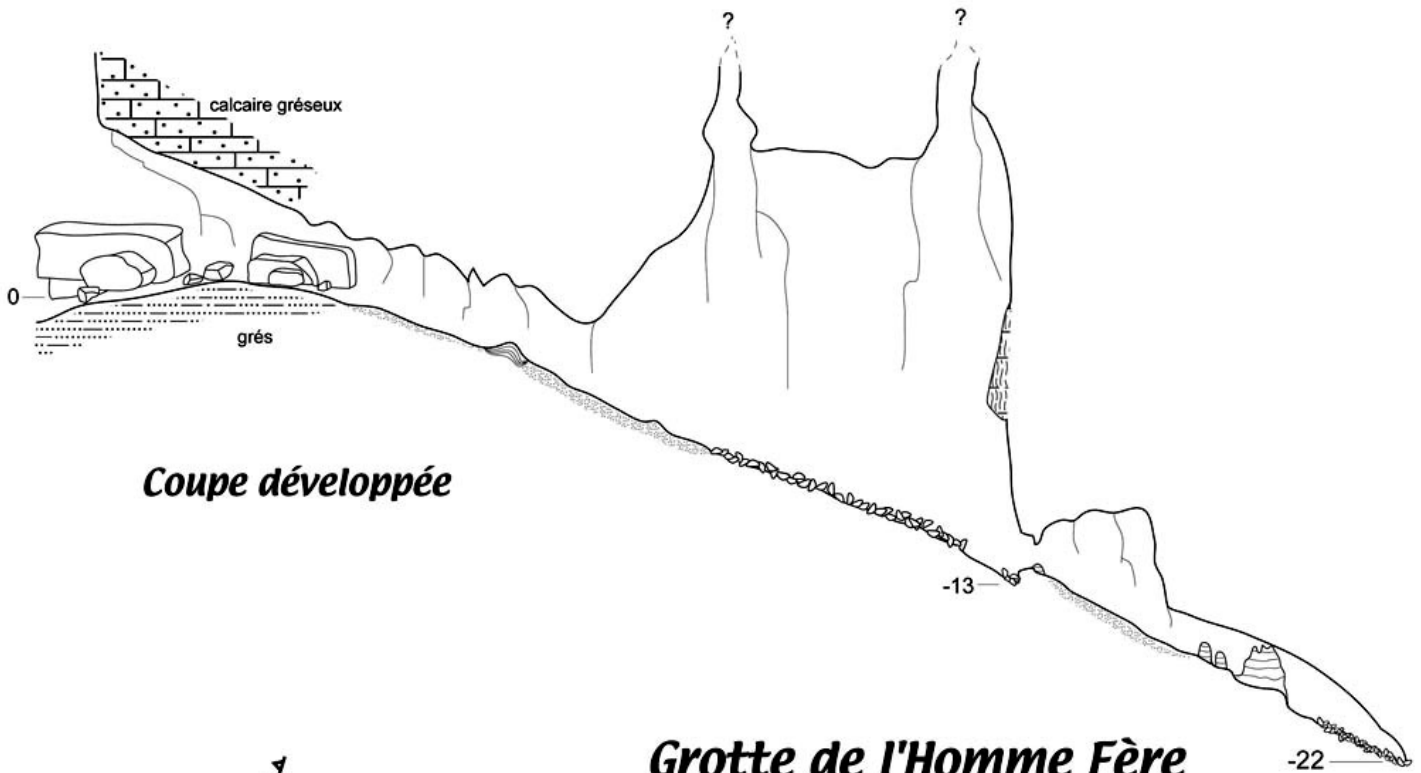 ?
?
calcaire gréseux
0
grés
Coupe développée
-13
Grotte de l'Homme Fère
-22